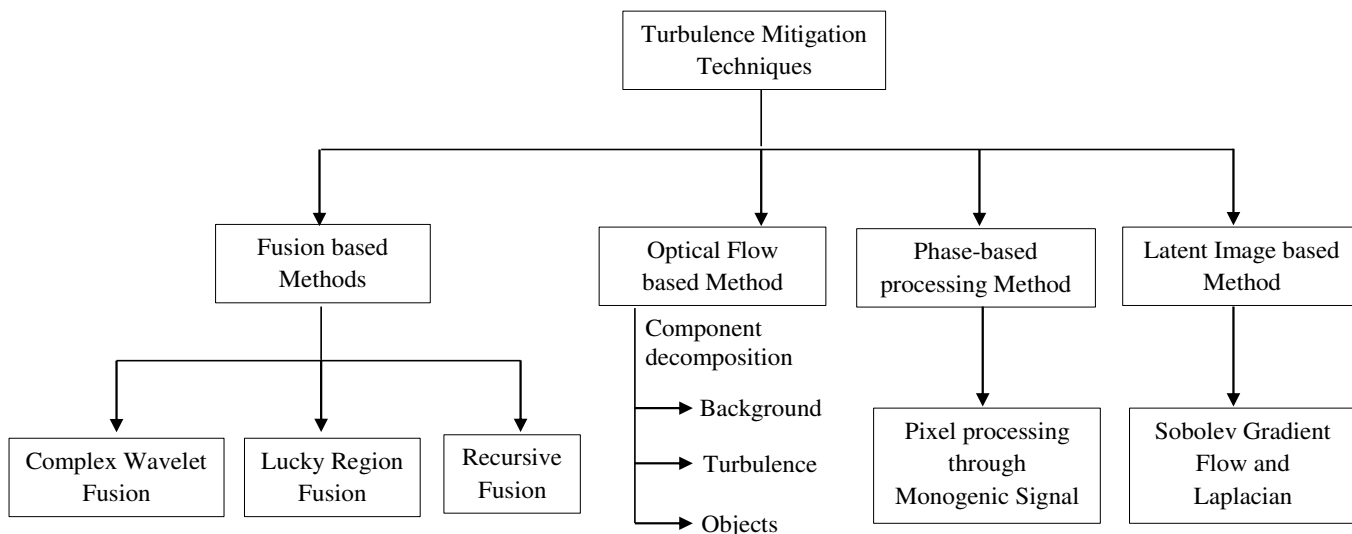 Turbulence Mitigation
Techniques
Fusion based
Methods
Optical Flow
based Method
Phase-based
processing Method
Latent Image based
Method
Component
decomposition
Background
Turbulence
Objects
Complex Wavelet
Fusion
Lucky Region
Fusion
Recursive
Fusion
Pixel processing
through
Monogenic Signal
Sobolev Gradient
Flow and
Laplacian